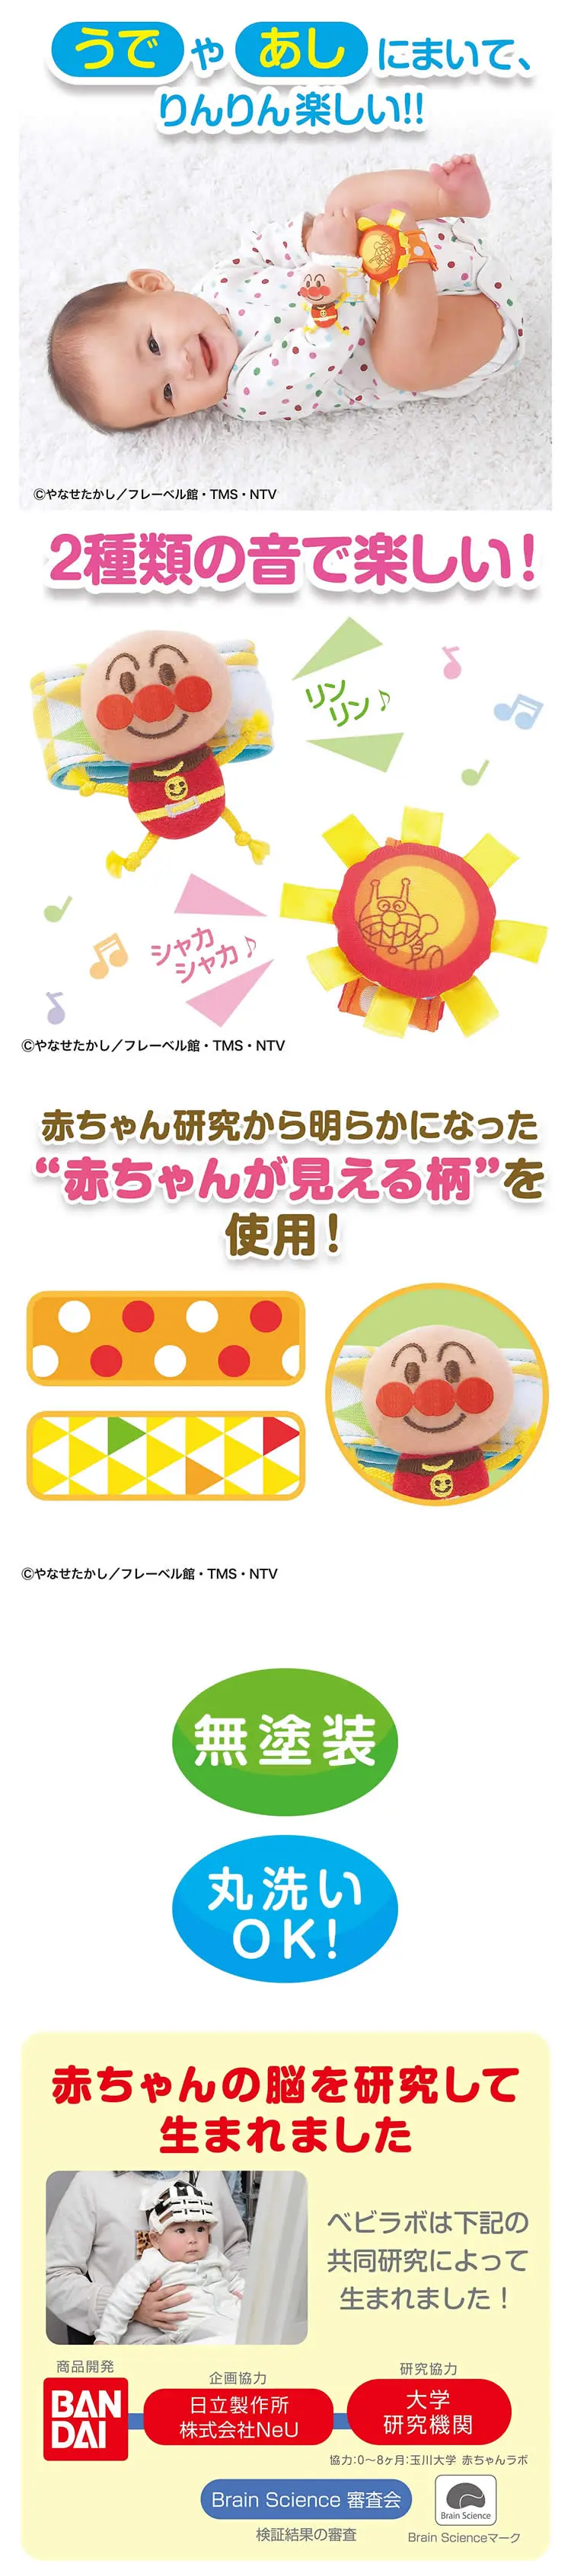 うで や あし にまいて、
りんりん楽しい!!
©やなせたかし／フレーベル館・TMS・NTV
2種類の音で楽しい！
リン
リン♪
シャカ
シャカ♪
©やなせたかし／フレーベル館・TMS・NTV
赤ちゃん研究から明らかになった
“赤ちゃんが見える柄”を
使用！
©やなせたかし／フレーベル館・TMS・NTV
無塗装
丸洗い
OK!
赤ちゃんの脳を研究して
生まれました
ベビラボは下記の
共同研究によって
生まれました！
商品開発
BAN
DAI
企画協力
日立製作所
株式会社NeU
研究協力
大学
研究機関
協力:0〜8ヶ月:玉川大学 赤ちゃんラボ
Brain Science 審査会
検証結果の審査
Brain Science
Brain Scienceマーク